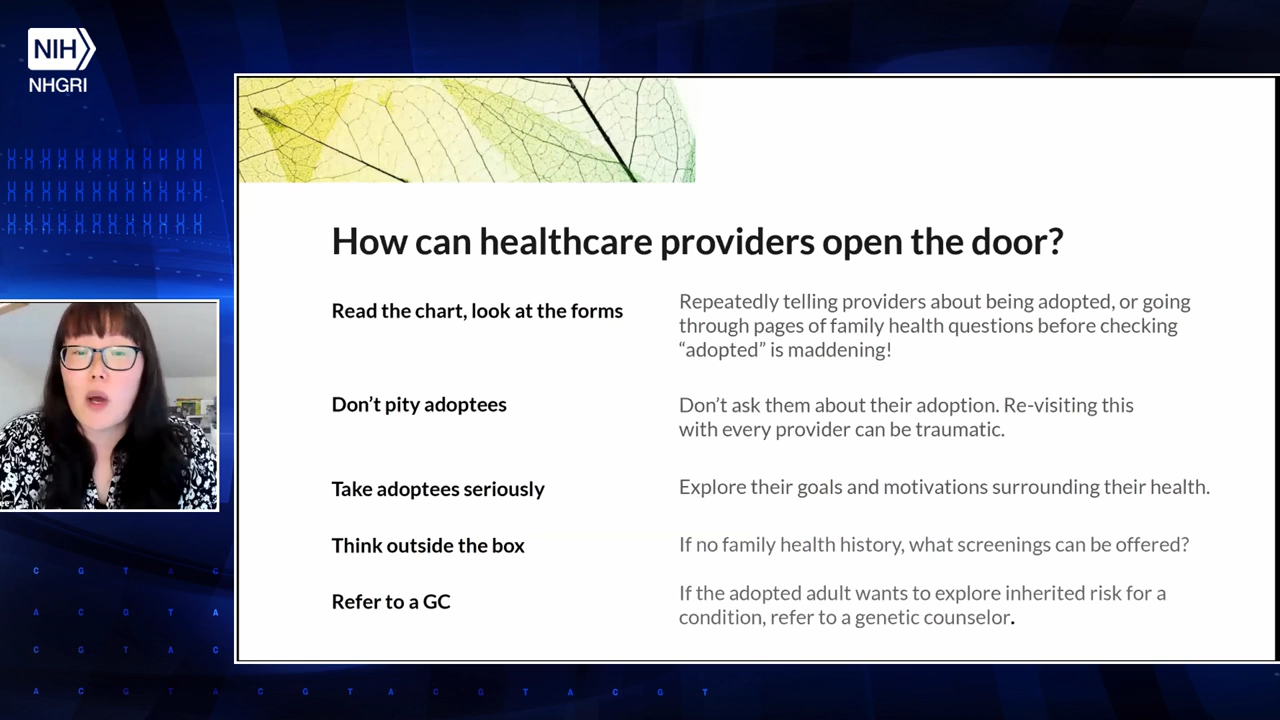 NIH
NHGRI
How can healthcare providers open the door?
Read the chart, look at the forms
Repeatedly telling providers about being adopted, or going
through pages of family health questions before checking
“adopted” is maddening!
Don’t pity adoptees
Don’t ask them about their adoption. Re-visiting this
with every provider can be traumatic.
Take adoptees seriously
Explore their goals and motivations surrounding their health.
Think outside the box
If no family health history, what screenings can be offered?
Refer to a GC
If the adopted adult wants to explore inherited risk for a
condition, refer to a genetic counselor.
C G T A C
A C G T A
C G T A C
A C G T A C G T A C G T A C G T